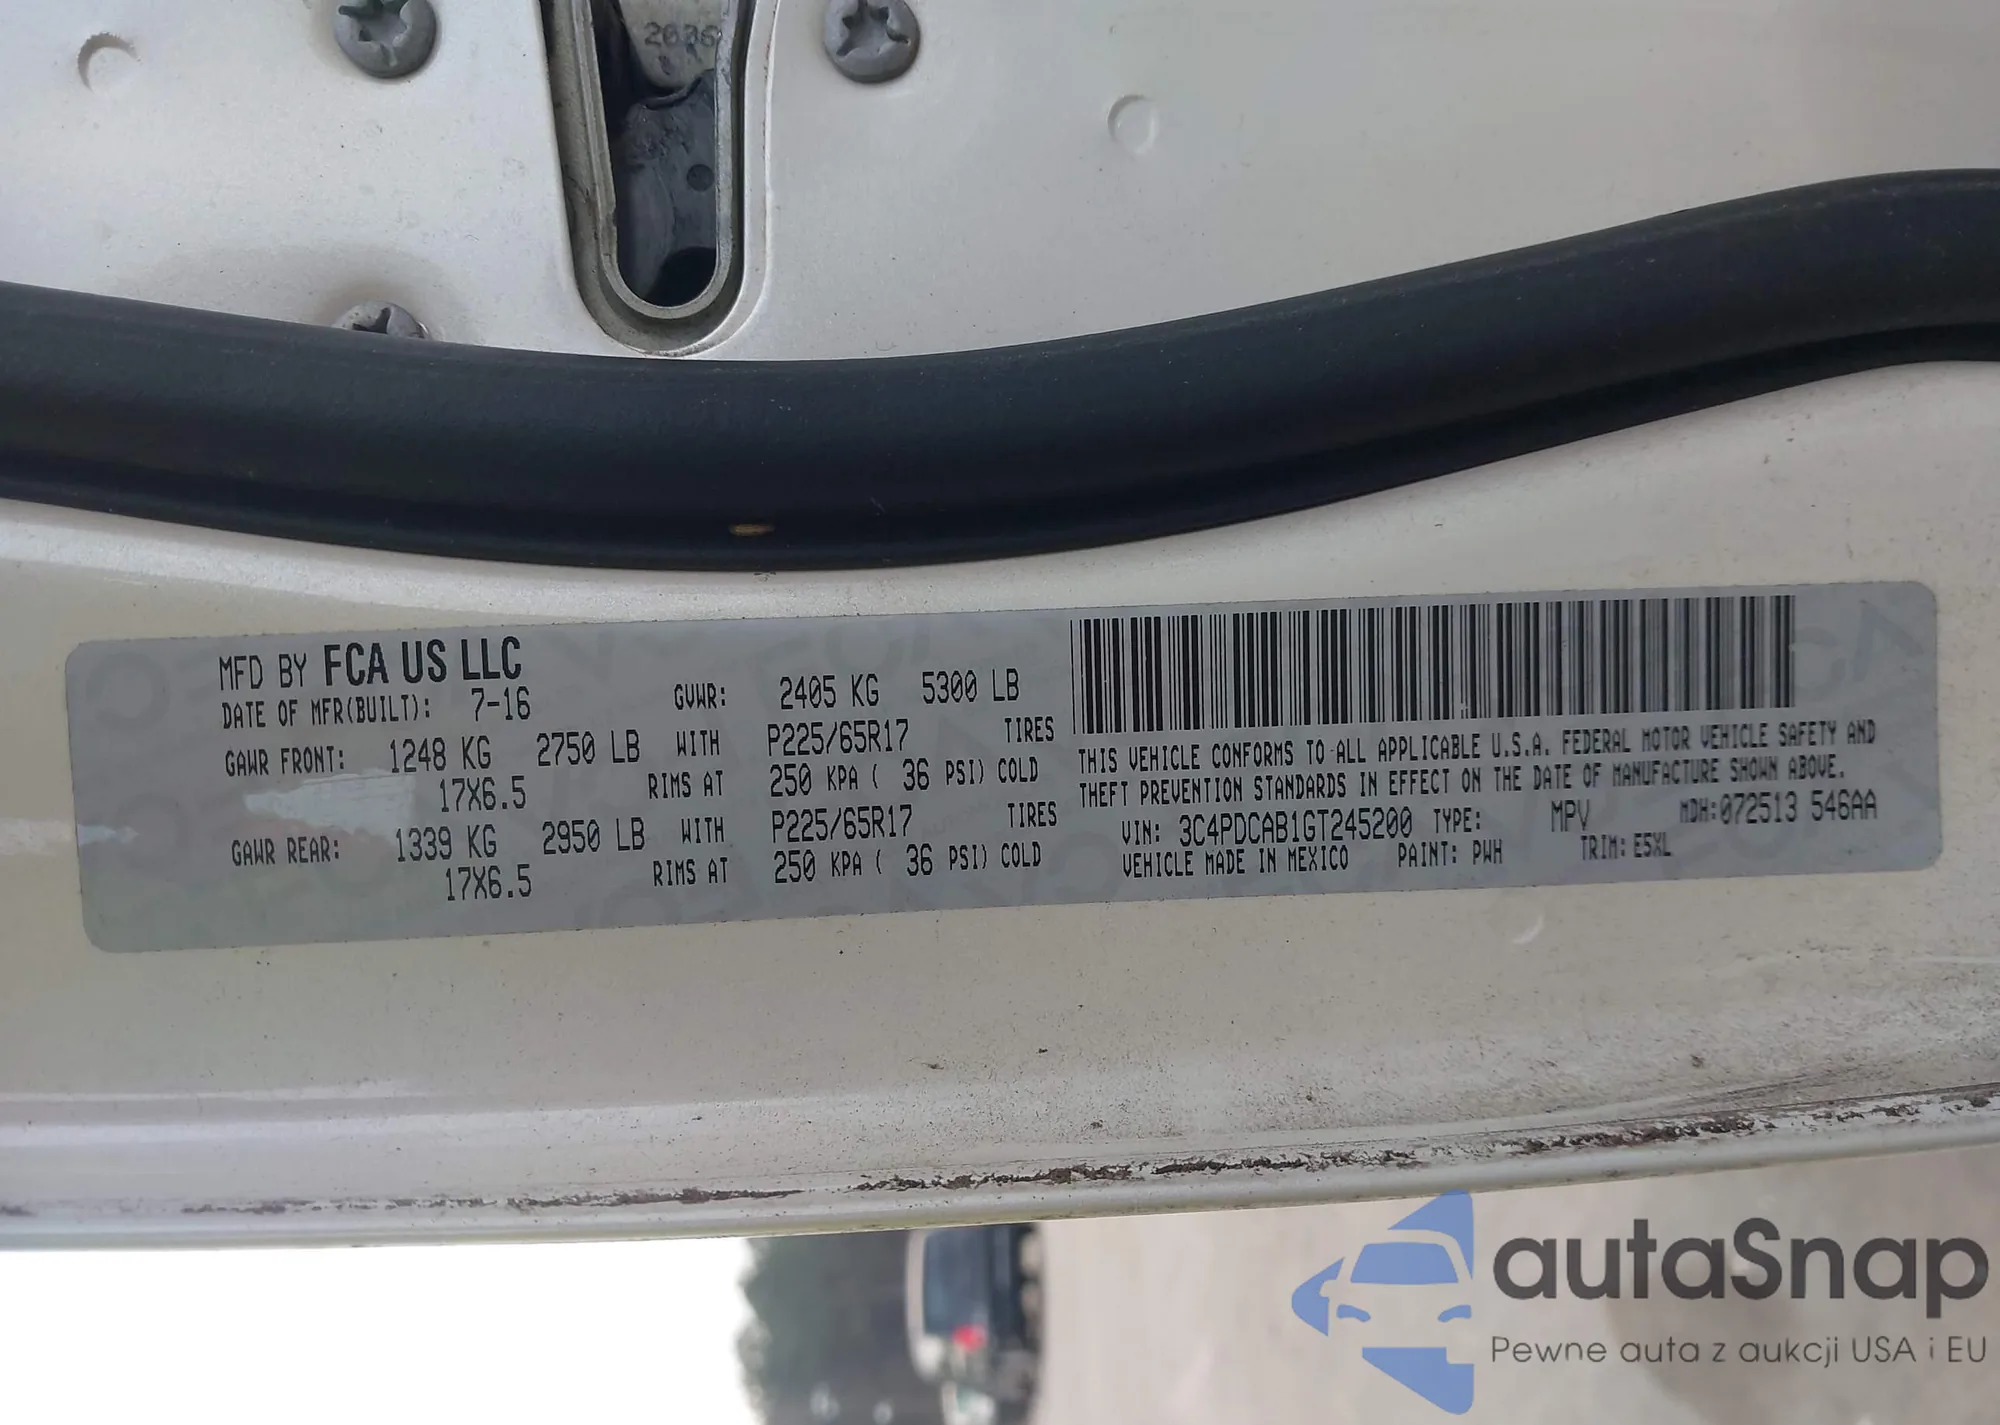 MFD BY FCA US LLC
DATE OF MFR(BUILT): 7-16 GVWR: 2405 KG 5300 LB
GAWR FRONT: 1248 KG 2750 LB WITH P225/65R17 TIRES
17X6.5 RIMS AT 250 KPA ( 36 PSI) COLD
GAWR REAR: 1339 KG 2950 LB WITH P225/65R17 TIRES
17X6.5 RIMS AT 250 KPA ( 36 PSI) COLD
THIS VEHICLE CONFORMS TO ALL APPLICABLE U.S.A. FEDERAL MOTOR VEHICLE SAFETY AND
THEFT PREVENTION STANDARDS IN EFFECT ON THE DATE OF MANUFACTURE SHOWN ABOVE.
VIN: 3C4PDCAB1GT245200 TYPE: MPV MDH:072513 546AA
VEHICLE MADE IN MEXICO PAINT: PWH TRIM: E5XL
autaSnap
Pewne auta z aukcji USA i EU